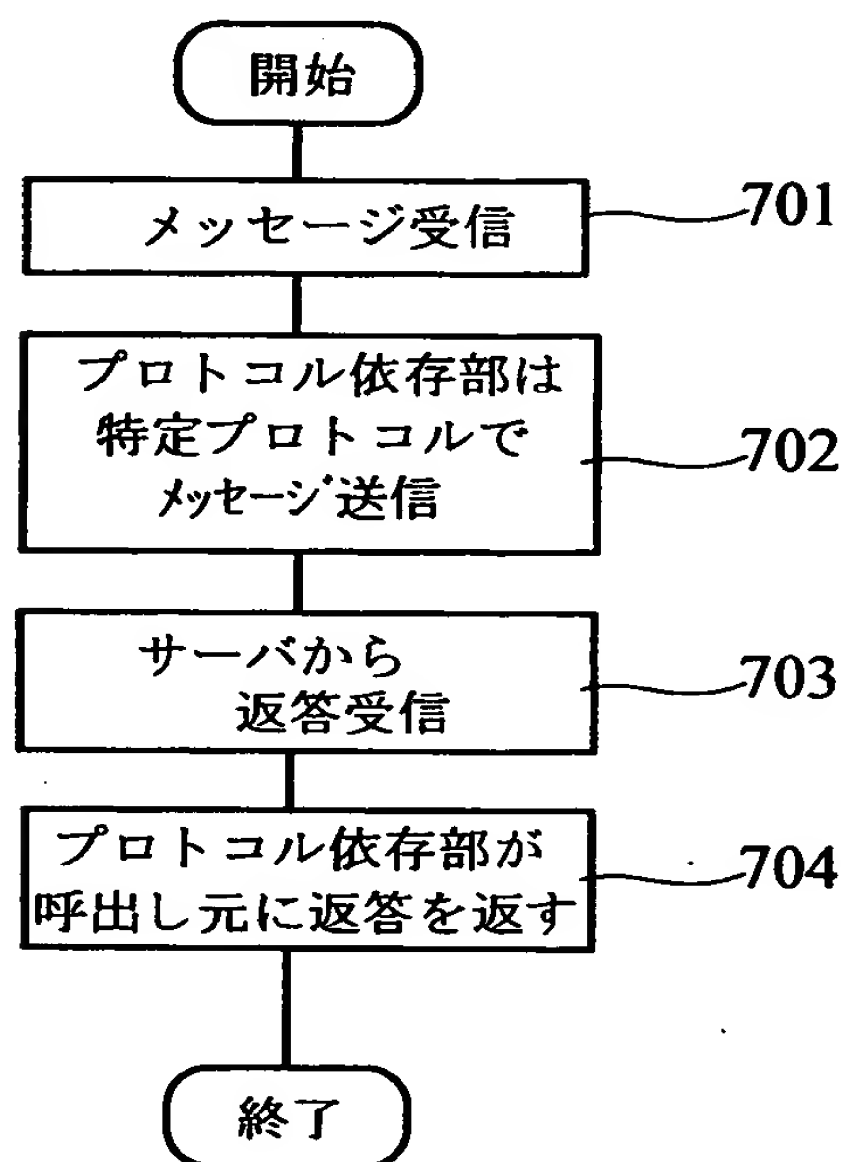 開始
メッセージ受信
701
プロトコル依存部は
特定プロトコルで
メッセージ送信
702
サーバから
返答受信
703
プロトコル依存部が
呼出し元に返答を返す
704
終了